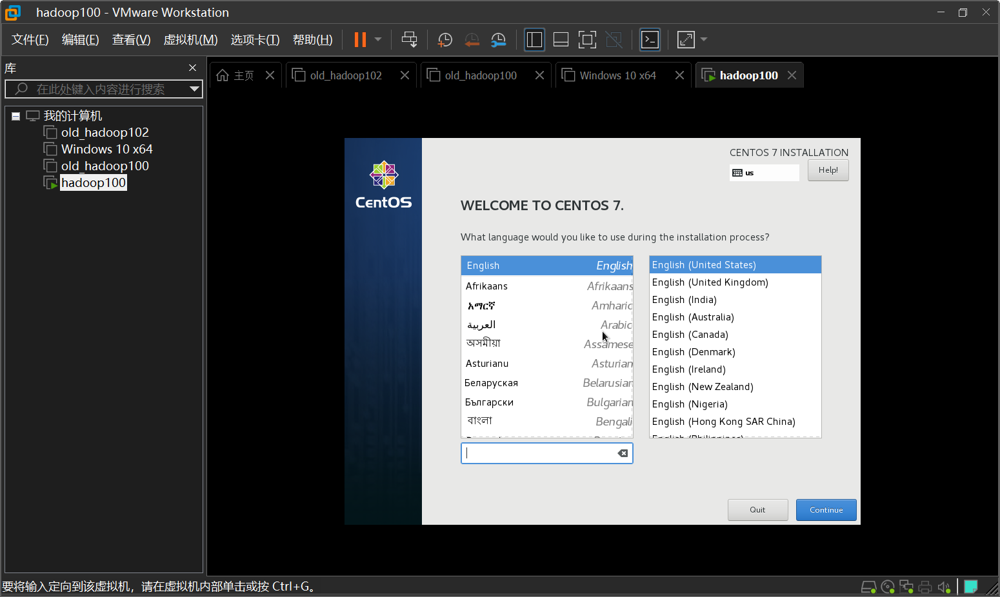 hadoop100 - VMware Workstation
文件(F) 编辑(E) 查看(V) 虚拟机(M) 选项卡(T) 帮助(H)
库
在此处键入内容进行搜索
我的计算机
old_hadoop102
Windows 10 x64
old_hadoop100
hadoop100
主页 old_hadoop102 old_hadoop100 Windows 10 x64 hadoop100
CentOS
CENTOS 7 INSTALLATION
us Help!
WELCOME TO CENTOS 7.
What language would you like to use during the installation process?
English English
Afrikaans Afrikaans
አማርኛ Amharic
العربية Arabic
অসমীয়া Assamese
Asturianu Asturian
Беларуская Belarusian
Български Bulgarian
বাংলা Bengali
English (United States)
English (United Kingdom)
English (India)
English (Australia)
English (Canada)
English (Denmark)
English (Ireland)
English (New Zealand)
English (Nigeria)
English (Hong Kong SAR China)
English (Philippines)
Quit Continue
要将输入定向到该虚拟机，请在虚拟机内部单击或按 Ctrl+G。